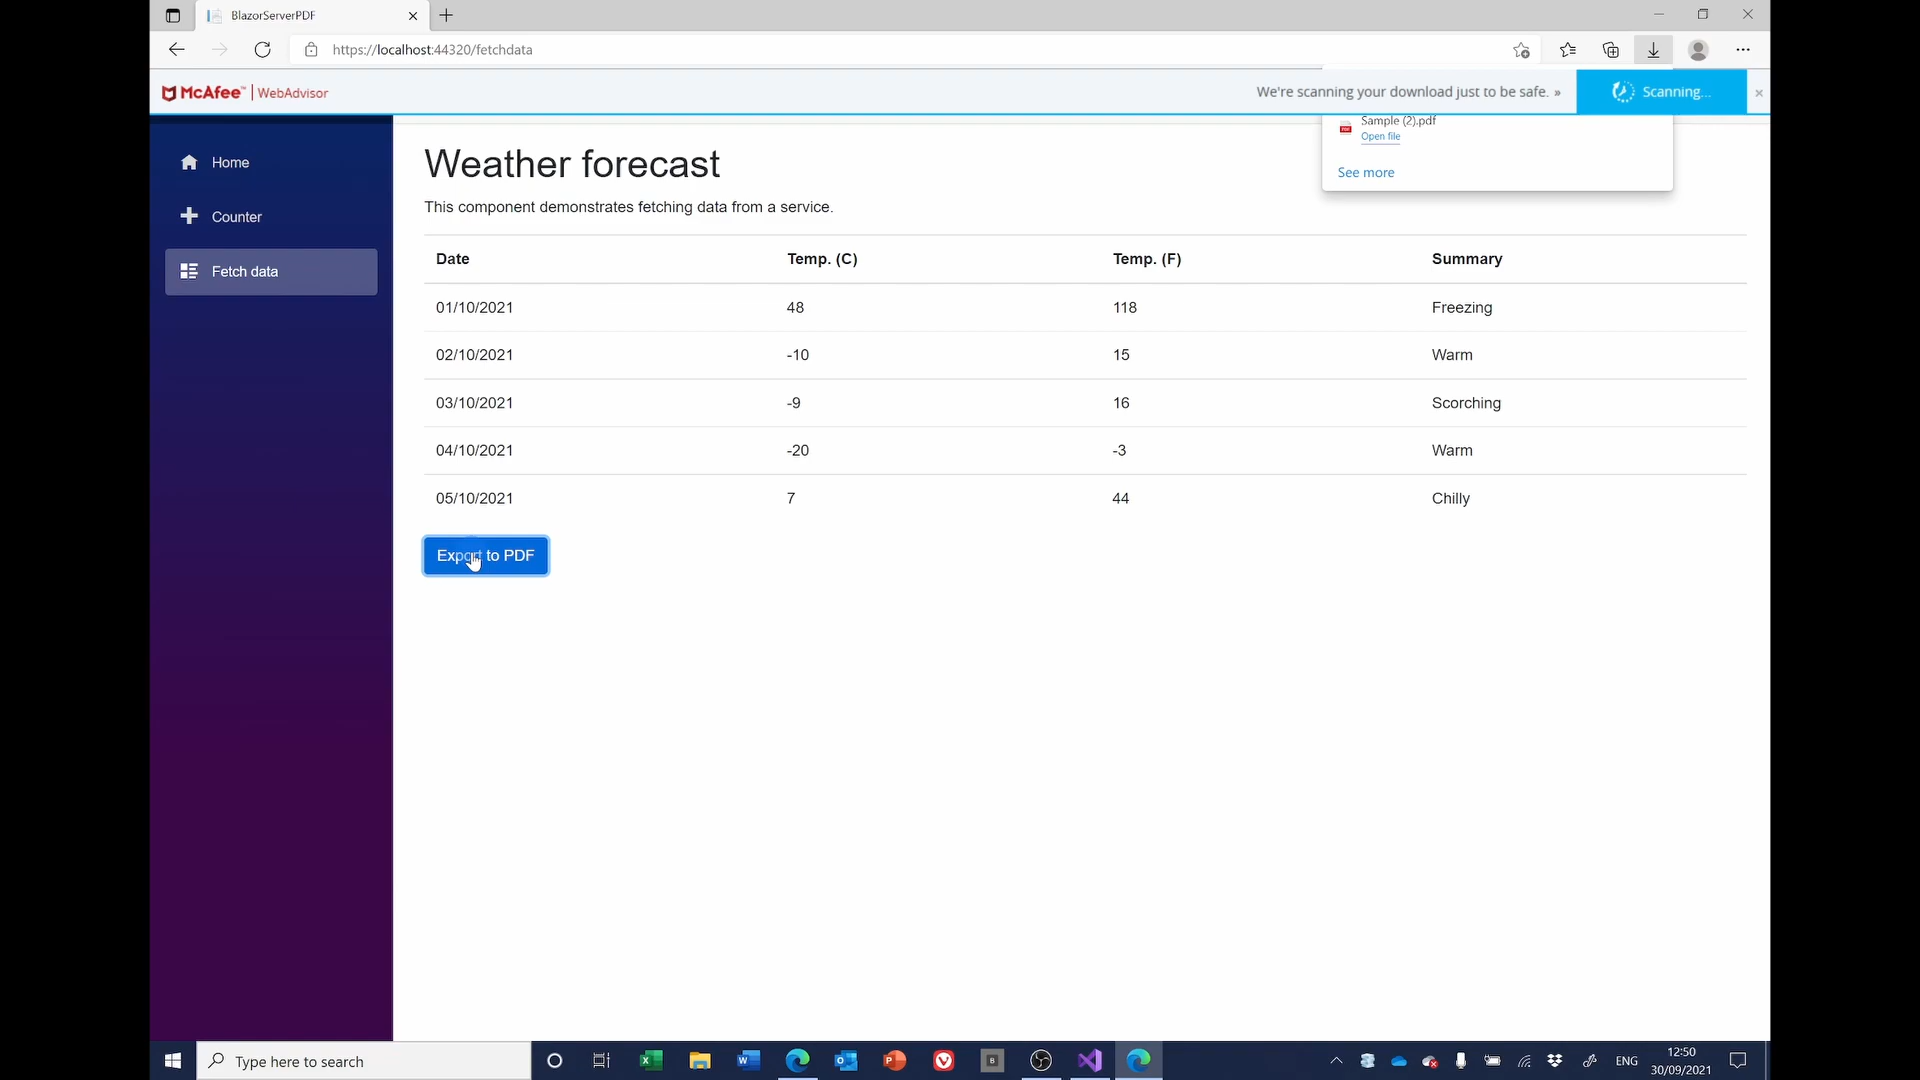 BlazorServerPDF
https://localhost:44320/fetchdata
McAfee™ | WebAdvisor
We're scanning your download just to be safe. »
Scanning...
Sample (2).pdf
Open file
See more
Home
Counter
Fetch data
Weather forecast
This component demonstrates fetching data from a service.
Date Temp. (C) Temp. (F) Summary
01/10/2021 48 118 Freezing
02/10/2021 -10 15 Warm
03/10/2021 -9 16 Scorching
04/10/2021 -20 -3 Warm
05/10/2021 7 44 Chilly
Export to PDF
Type here to search
ENG
12:50
30/09/2021